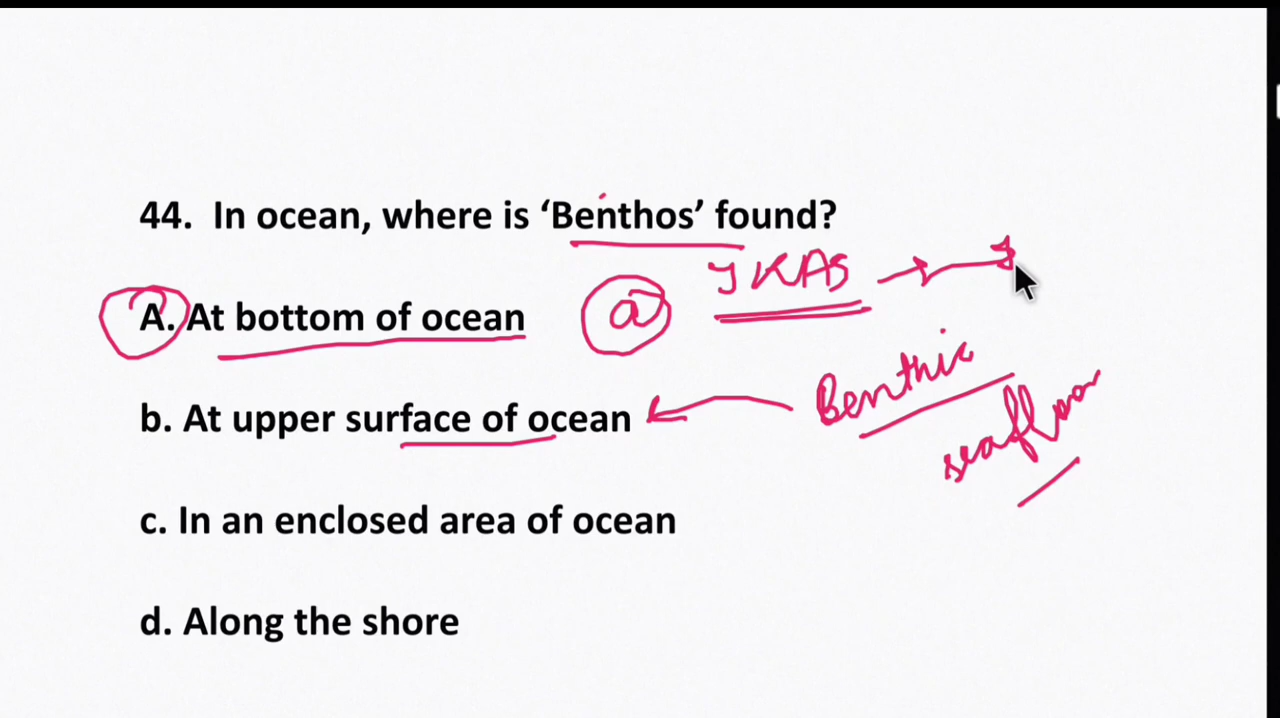 44. In ocean, where is ‘Benthos’ found?
JKAS
A. At bottom of ocean a
Benthic
b. At upper surface of ocean
seafloor
c. In an enclosed area of ocean
d. Along the shore